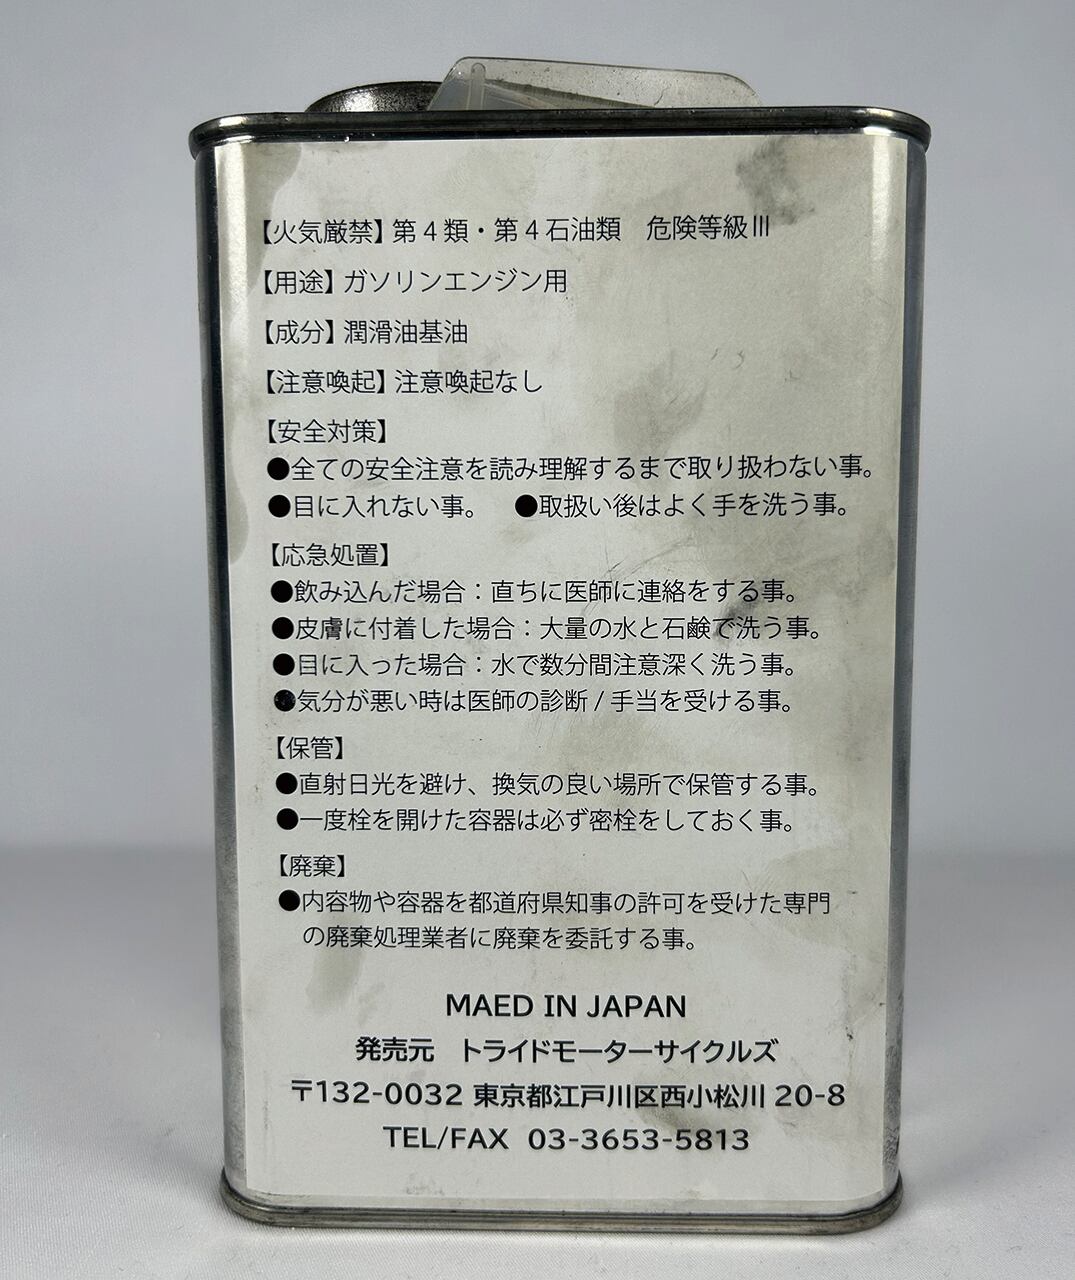 【火気厳禁】第4類・第4石油類　危険等級Ⅲ
【用途】ガソリンエンジン用
【成分】潤滑油基油
【注意喚起】注意喚起なし
【安全対策】
●全ての安全注意を読み理解するまで取り扱わない事。
●目に入れない事。　●取扱い後はよく手を洗う事。
【応急処置】
●飲み込んだ場合：直ちに医師に連絡をする事。
●皮膚に付着した場合：大量の水と石鹸で洗う事。
●目に入った場合：水で数分間注意深く洗う事。
●気分が悪い時は医師の診断/手当を受ける事。
【保管】
●直射日光を避け、換気の良い場所で保管する事。
●一度栓を開けた容器は必ず密栓をしておく事。
【廃棄】
●内容物や容器を都道府県知事の許可を受けた専門
の廃棄処理業者に廃棄を委託する事。
MAED IN JAPAN
発売元　トライドモーターサイクルズ
〒132-0032 東京都江戸川区西小松川 20-8
TEL/FAX 03-3653-5813